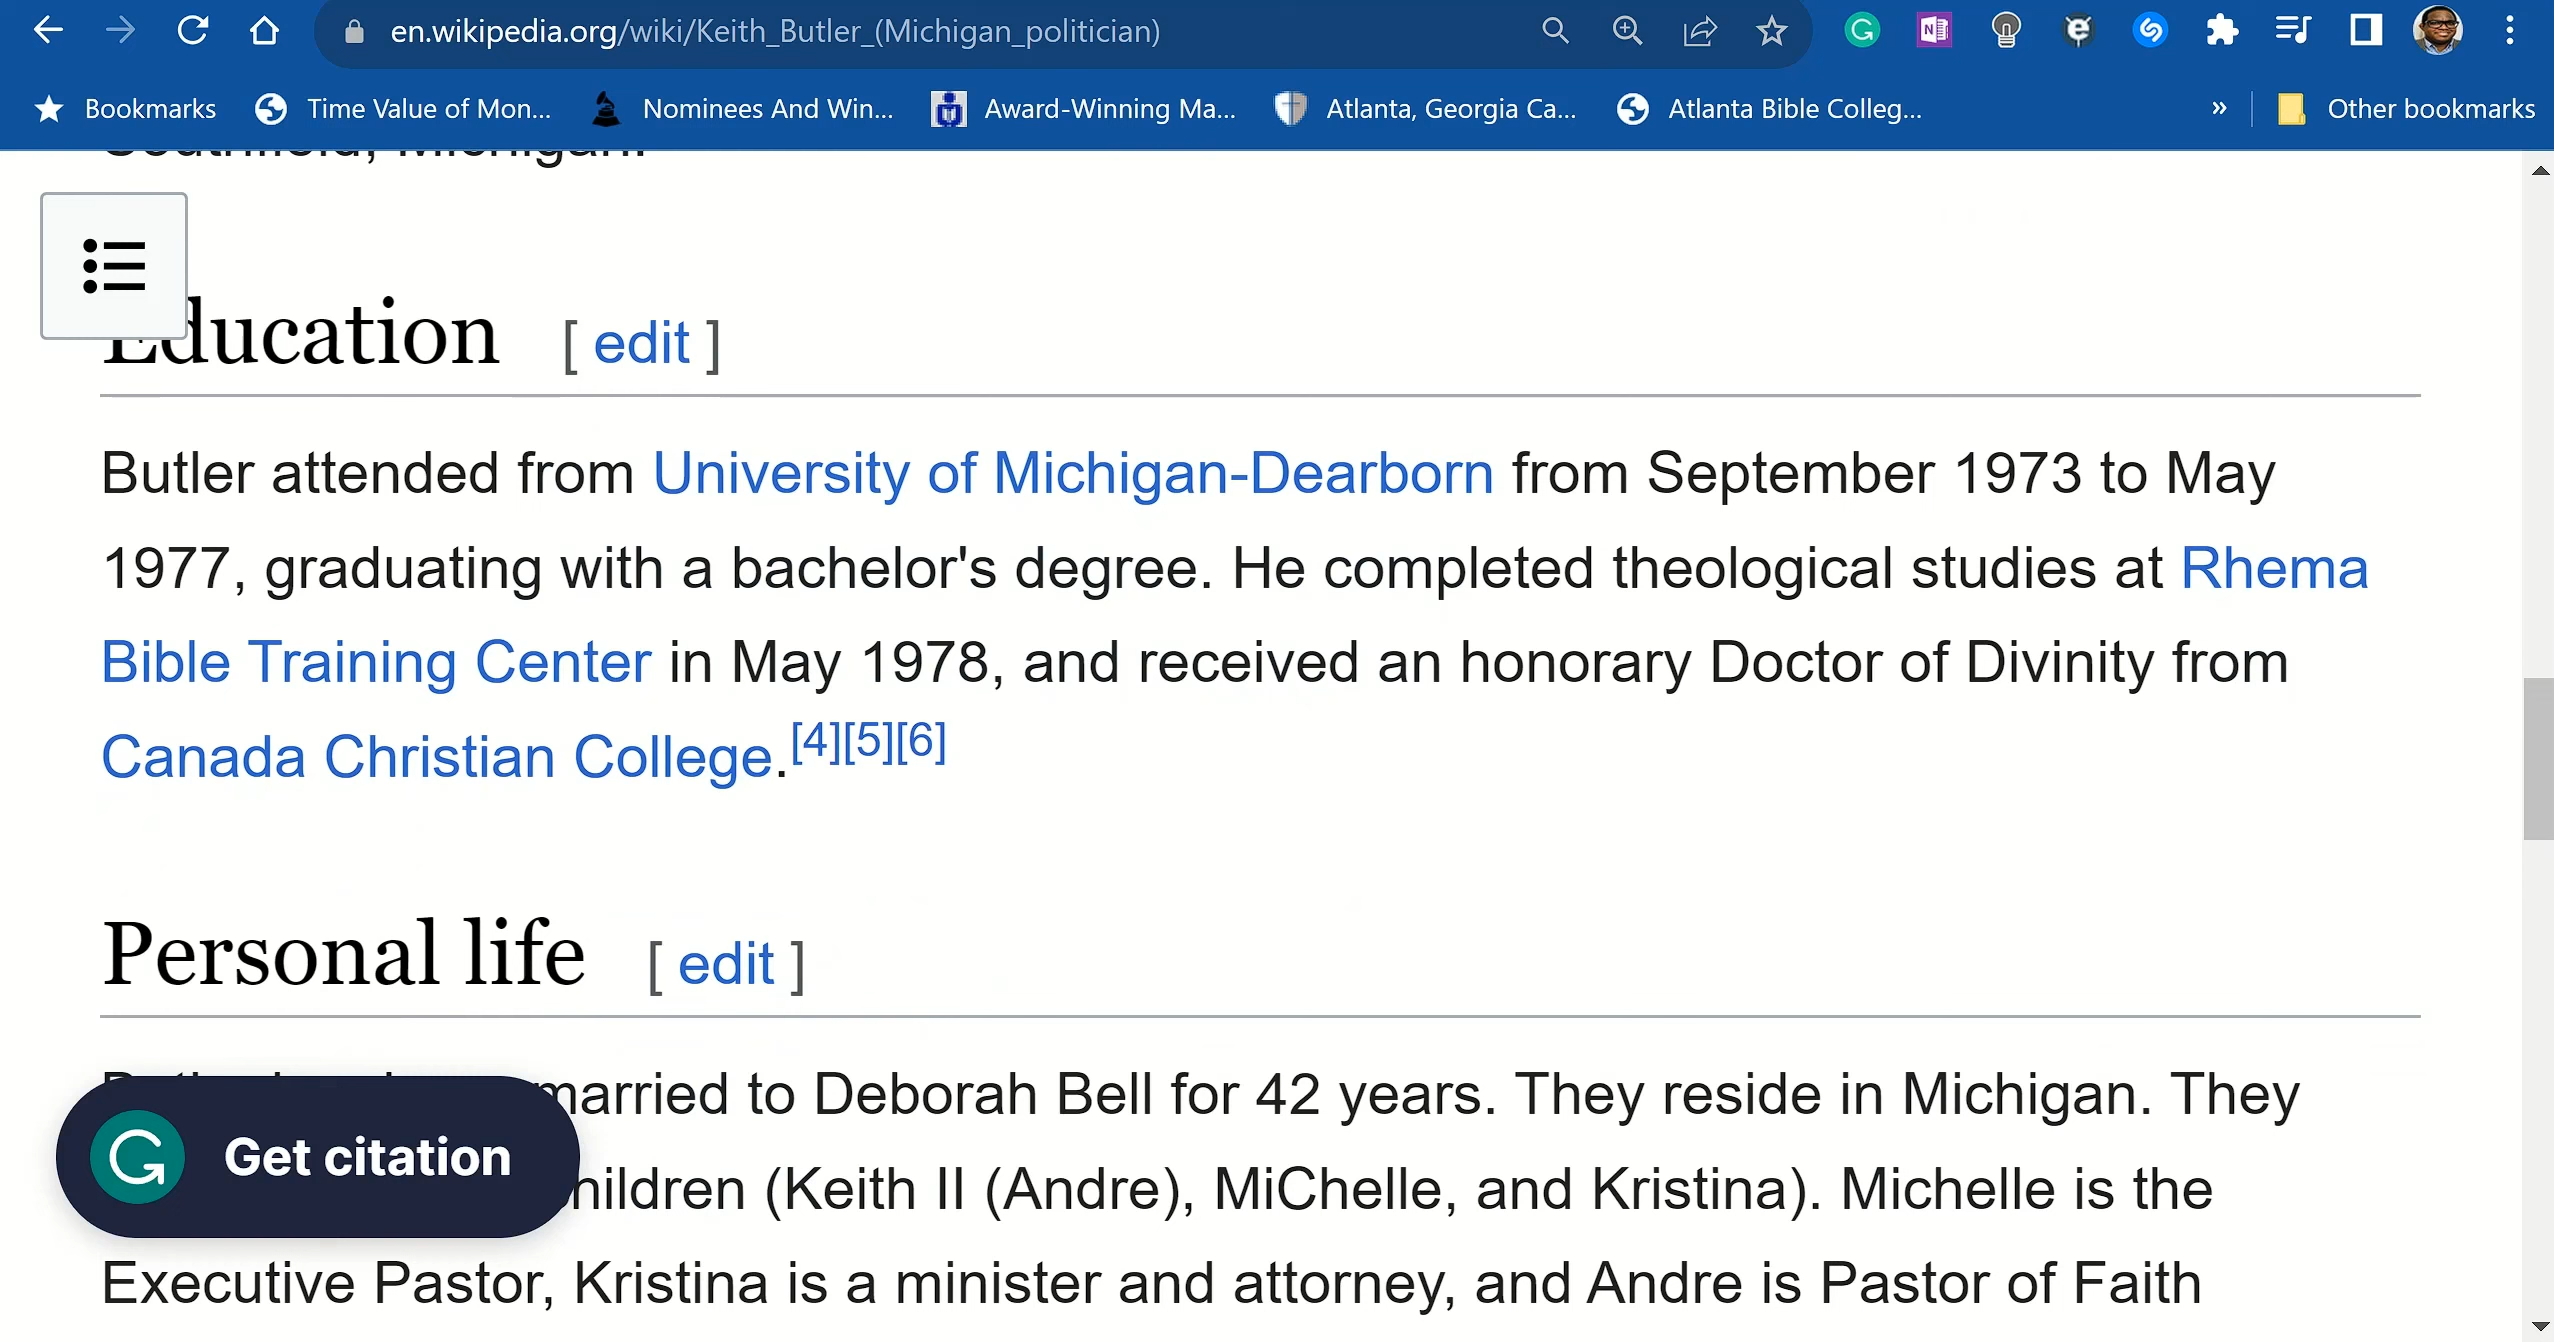 en.wikipedia.org/wiki/Keith_Butler_(Michigan_politician)
Bookmarks Time Value of Mon... Nominees And Win... Award-Winning Ma... Atlanta, Georgia Ca... Atlanta Bible Colleg... » Other bookmarks
Southfield, Michigan.
Education [ edit ]
Butler attended from University of Michigan-Dearborn from September 1973 to May
1977, graduating with a bachelor's degree. He completed theological studies at Rhema
Bible Training Center in May 1978, and received an honorary Doctor of Divinity from
Canada Christian College.[4][5][6]
Personal life [ edit ]
married to Deborah Bell for 42 years. They reside in Michigan. They
children (Keith II (Andre), MiChelle, and Kristina). Michelle is the
Get citation
Executive Pastor, Kristina is a minister and attorney, and Andre is Pastor of Faith